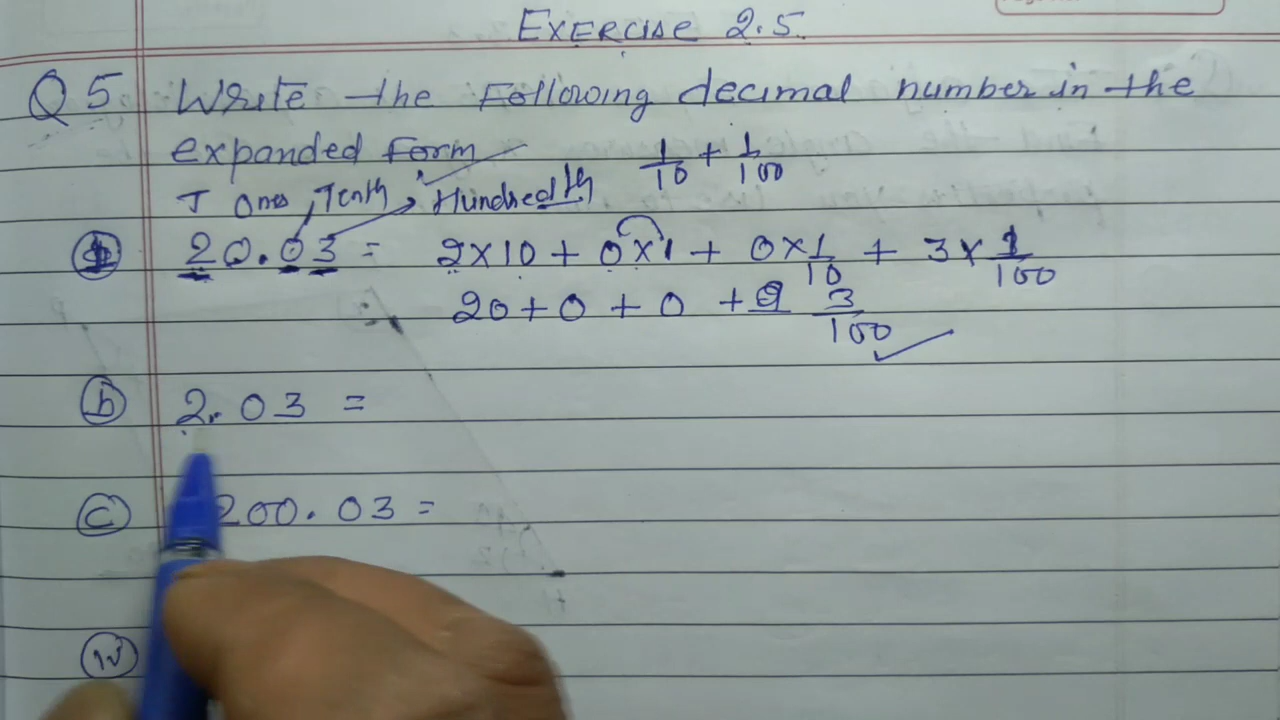 EXERCISE 2.5.
Q5 Write the Following decimal number in the
expanded form 1/10 + 1/100
T Ones, Tenth, Hundredth
(a) 20.03 = 2×10 + 0×1 + 0×1/10 + 3×1/100
20 + 0 + 0 + 3/100
(b) 2.03 =
(c) 200.03 =
(iv)